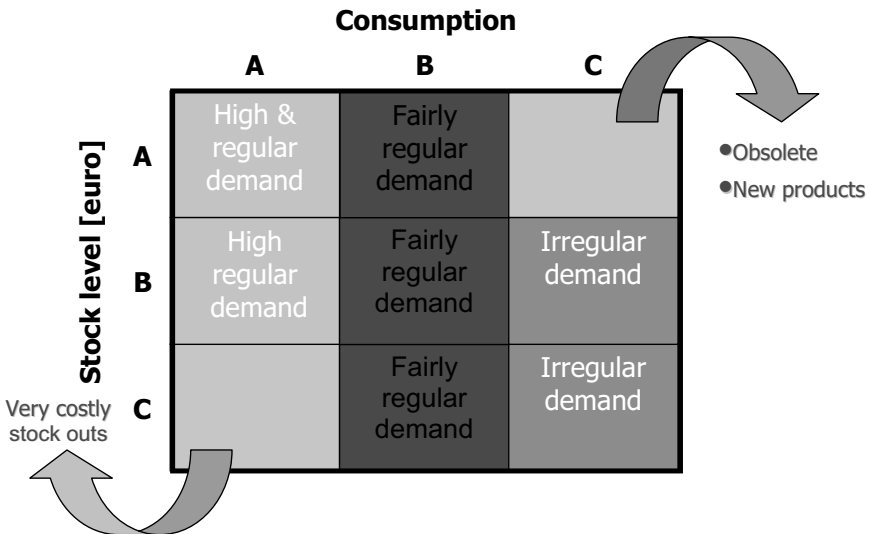 Consumption
A B C
Stock level [euro]
A
High &
regular
demand
Fairly
regular
demand
•Obsolete
•New products
B
High
regular
demand
Fairly
regular
demand
Irregular
demand
C
Very costly
stock outs
Fairly
regular
demand
Irregular
demand